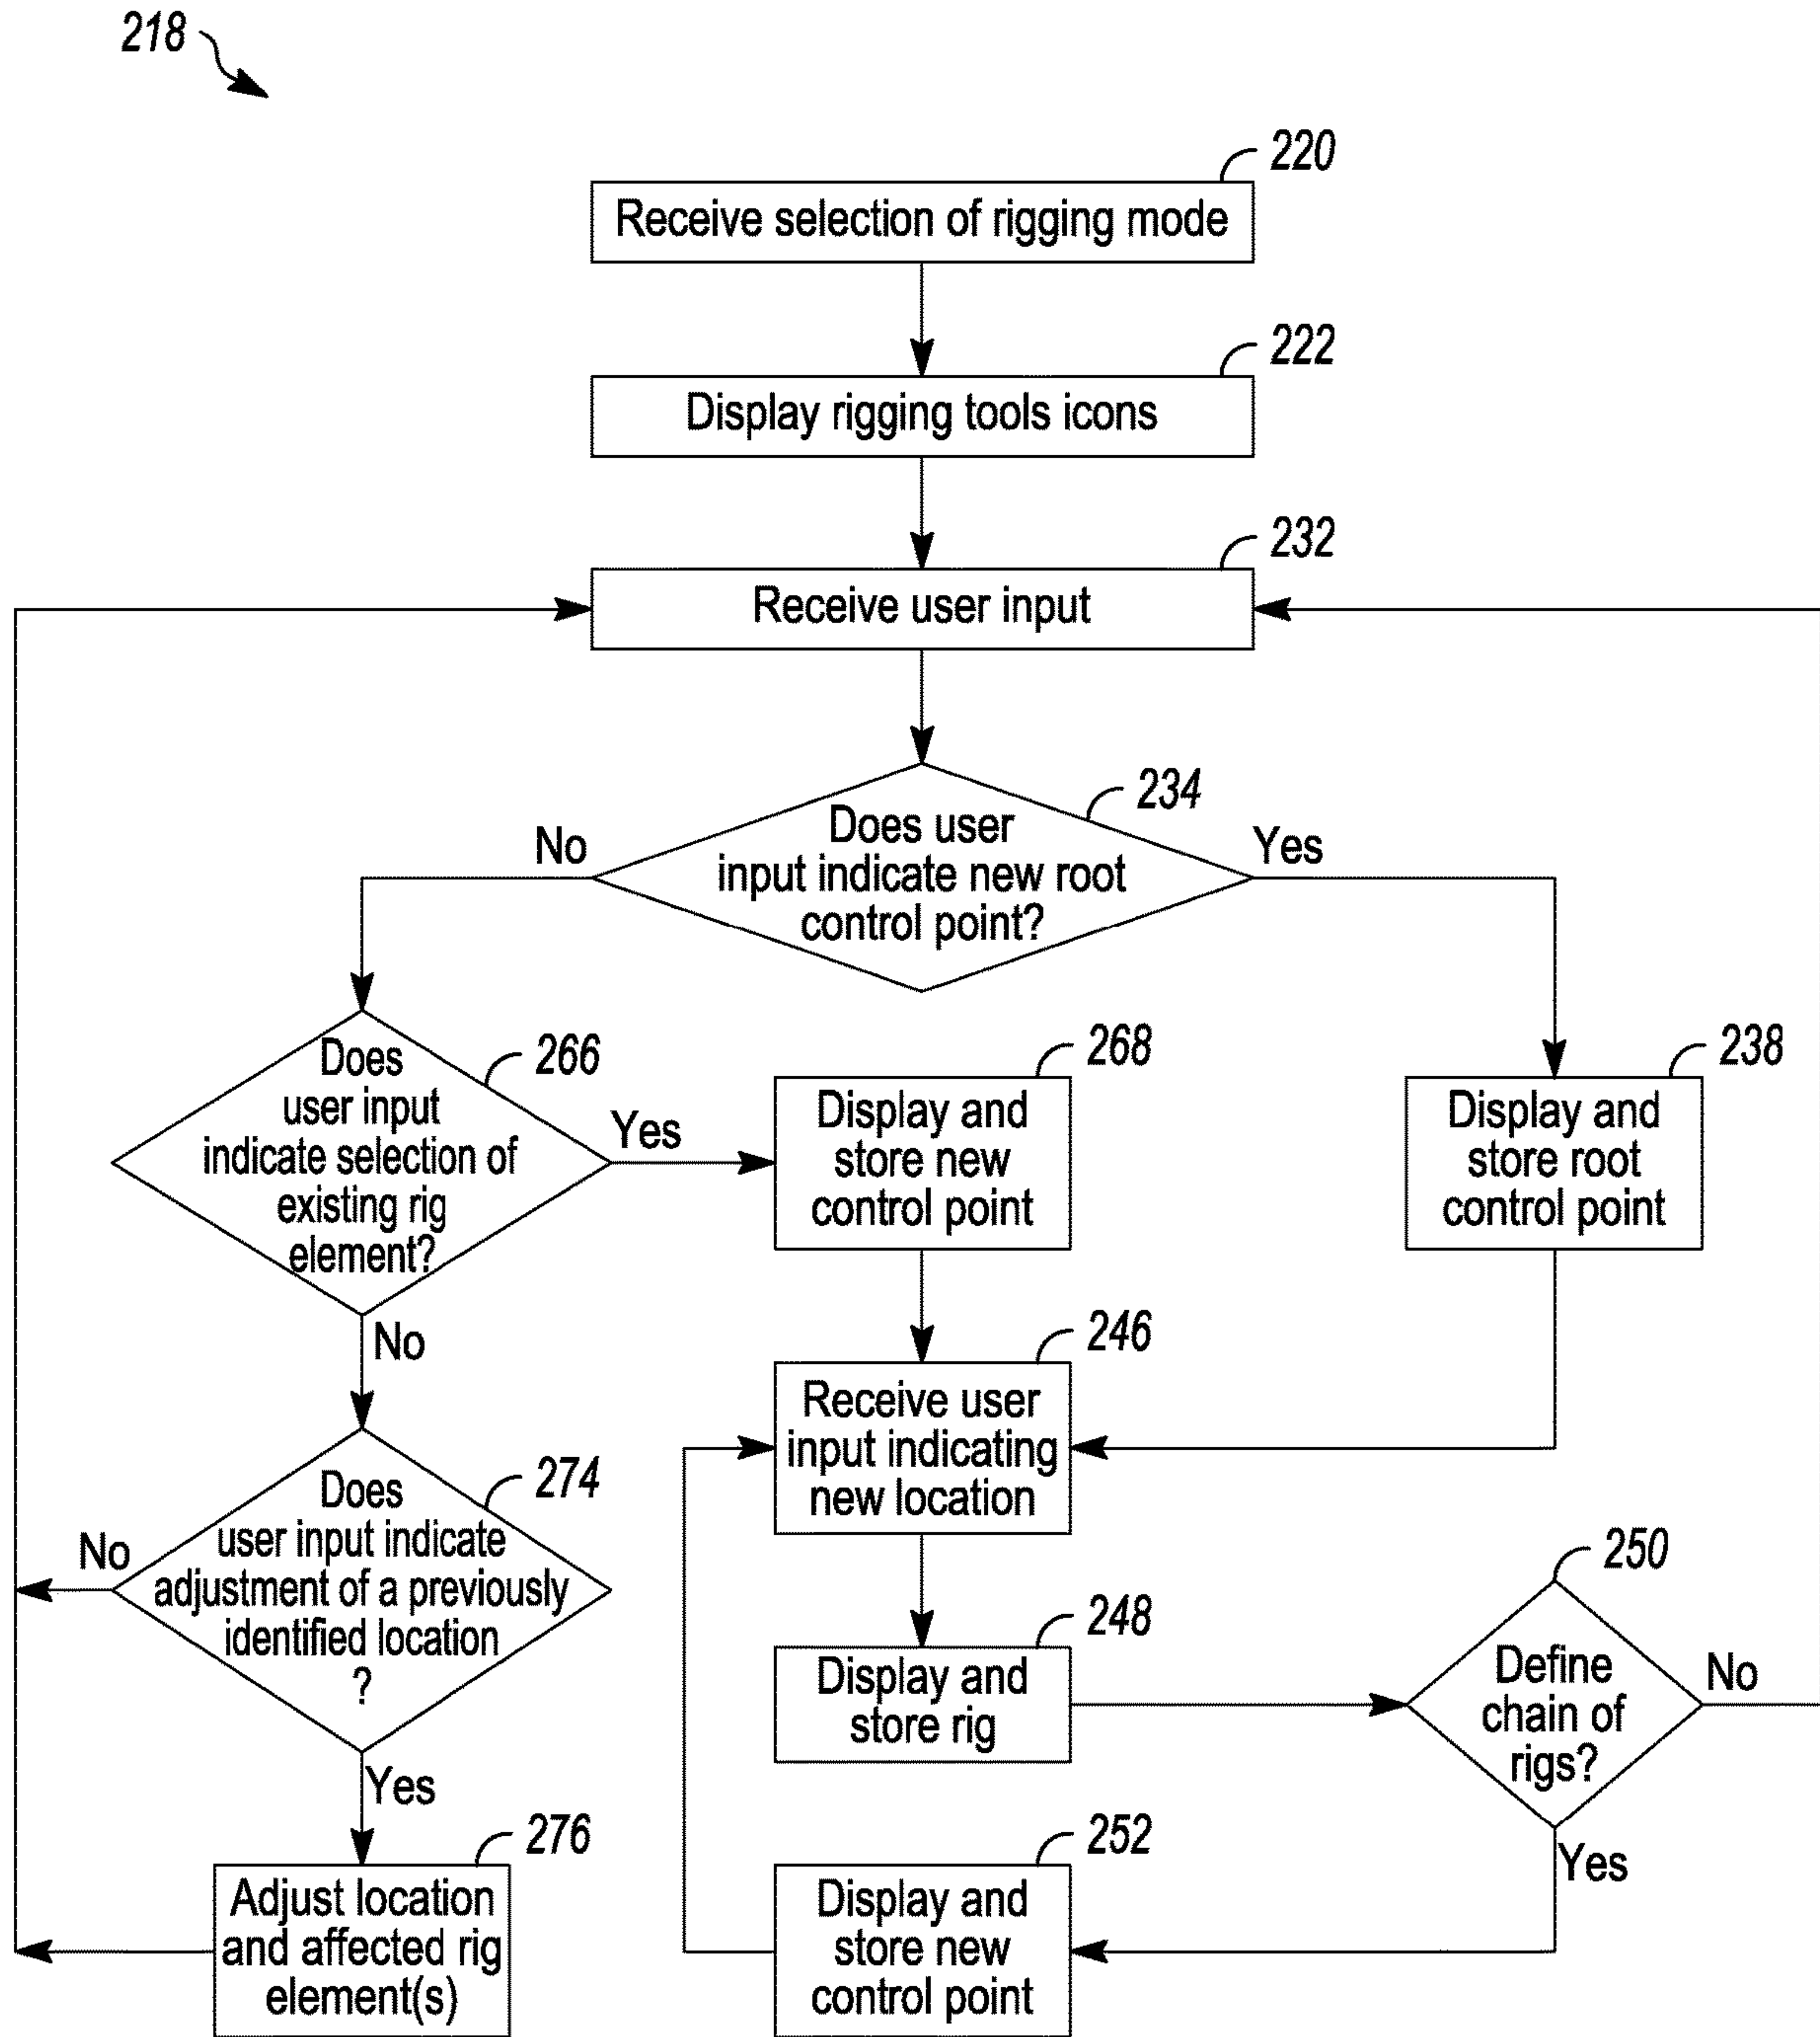 218
220
Receive selection of rigging mode
222
Display rigging tools icons
232
Receive user input
234
Does user
input indicate new root
control point?
No
Yes
266
Does
user input
indicate selection of
existing rig
element?
Yes
No
268
Display and
store new
control point
238
Display and
store root
control point
246
Receive user
input indicating
new location
274
Does
user input indicate
adjustment of a previously
identified location
?
No
Yes
248
Display and
store rig
250
Define
chain of
rigs?
No
Yes
276
Adjust location
and affected rig
element(s)
252
Display and
store new
control point